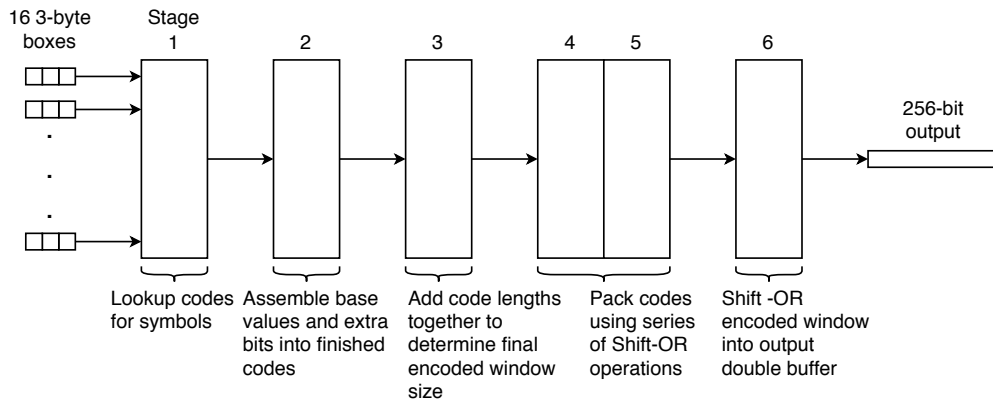 16 3-byte
boxes
Stage
1
2
3
4
5
6
256-bit
output
Lookup codes
for symbols
Assemble base
values and extra
bits into finished
codes
Add code lengths
together to
determine final
encoded window
size
Pack codes
using series
of Shift-OR
operations
Shift -OR
encoded window
into output
double buffer